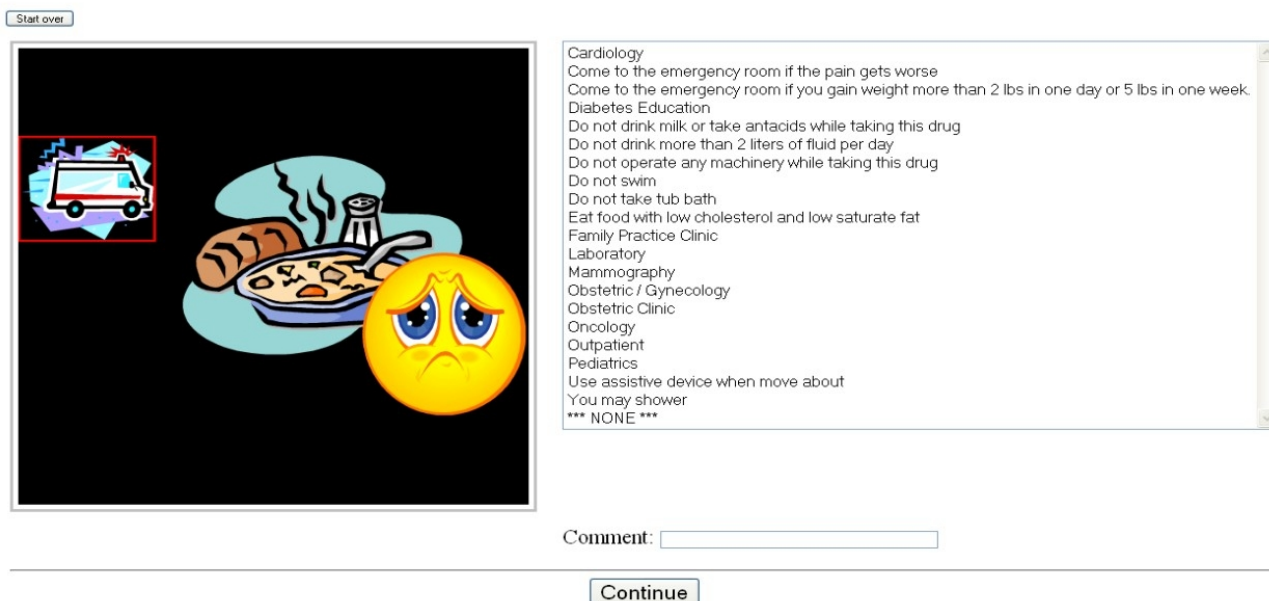 Start over
Cardiology
Come to the emergency room if the pain gets worse
Come to the emergency room if you gain weight more than 2 lbs in one day or 5 lbs in one week.
Diabetes Education
Do not drink milk or take antacids while taking this drug
Do not drink more than 2 liters of fluid per day
Do not operate any machinery while taking this drug
Do not swim
Do not take tub bath
Eat food with low cholesterol and low saturate fat
Family Practice Clinic
Laboratory
Mammography
Obstetric / Gynecology
Obstetric Clinic
Oncology
Outpatient
Pediatrics
Use assistive device when move about
You may shower
*** NONE ***
Comment:
Continue